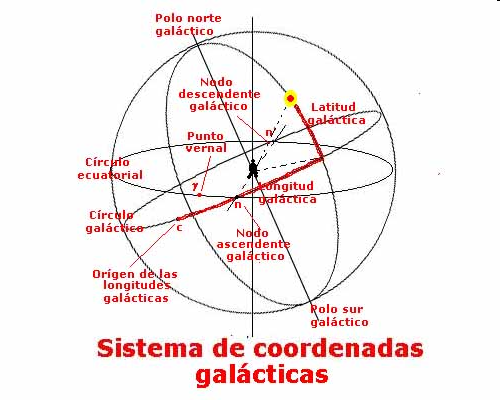 Polo norte
galáctico
Nodo
descendente
galáctico
n
Latitud
galáctica
Punto
vernal
Círculo
ecuatorial
γ
Longitud
galáctica
n
Círculo
galáctico
c
Nodo
ascendente
galáctico
Orígen de las
longitudes
galácticas
Polo sur
galáctico
Sistema de coordenadas
galácticas